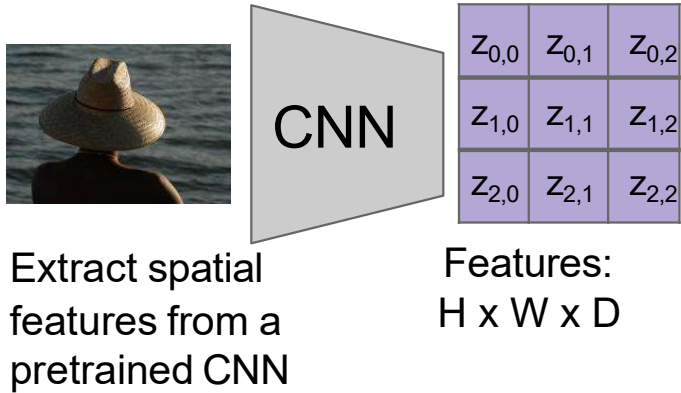 CNN
z₀,₀ z₀,₁ z₀,₂
z₁,₀ z₁,₁ z₁,₂
z₂,₀ z₂,₁ z₂,₂
Extract spatial
features from a
pretrained CNN
Features:
H x W x D